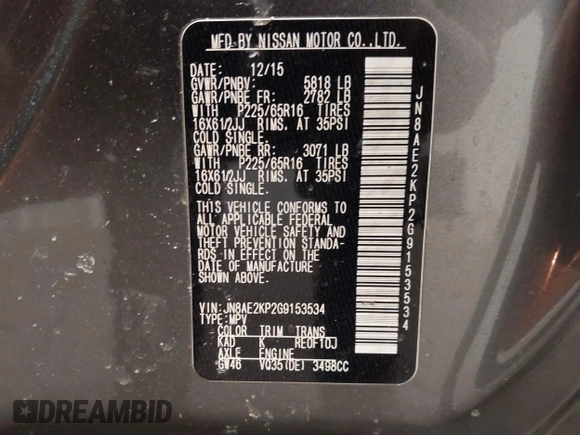 MFD BY NISSAN MOTOR CO.,LTD.
DATE: 12/15
GVWR/PNBV: 5818 LB
GAWR/PNBE FR: 2782 LB
WITH P225/65R16 TIRES
16X61/2JJ RIMS. AT 35PSI
COLD SINGLE.
GAWR/PNBE RR: 3071 LB
WITH P225/65R16 TIRES
16X61/2JJ RIMS. AT 35PSI
COLD SINGLE.
THIS VEHICLE CONFORMS TO
ALL APPLICABLE FEDERAL
MOTOR VEHICLE SAFETY AND
THEFT PREVENTION STANDA-
RDS IN EFFECT ON THE
DATE OF MANUFACTURE
SHOWN ABOVE.
VIN: JN8AE2KP2G9153534
TYPE: MPV
COLOR TRIM TRANS
KAD K RE0F10J
AXLE ENGINE
GW46 VQ35(DE) 3498CC
JN8AE2KP2G9153534
DREAMBID